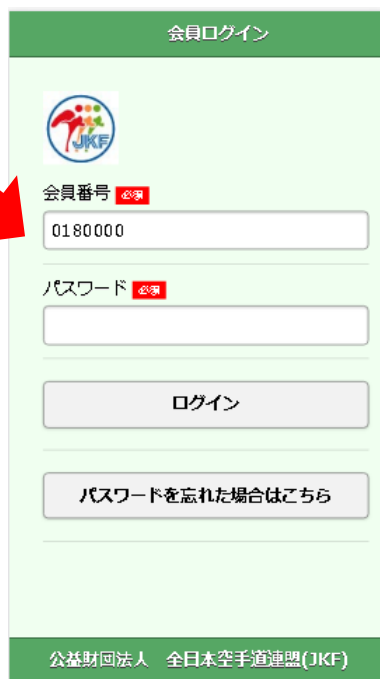 会員ログイン
JKF
会員番号 必須
0180000
パスワード 必須
ログイン
パスワードを忘れた場合はこちら
公益財団法人　全日本空手道連盟(JKF)